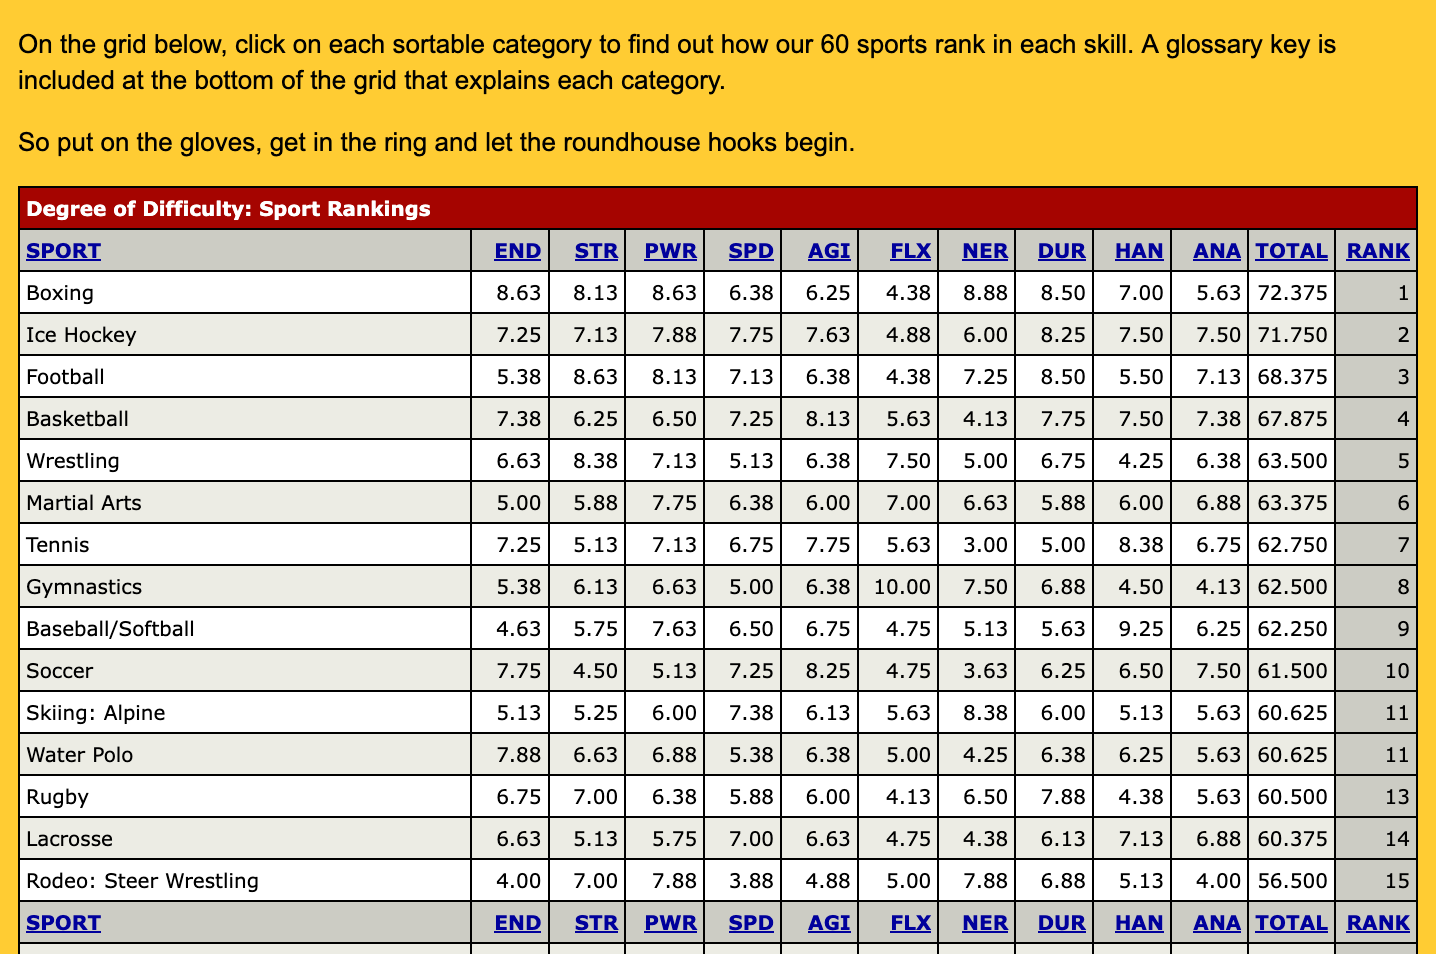 On the grid below, click on each sortable category to find out how our 60 sports rank in each skill. A glossary key is
included at the bottom of the grid that explains each category.
So put on the gloves, get in the ring and let the roundhouse hooks begin.
Degree of Difficulty: Sport Rankings
SPORT END STR PWR SPD AGI FLX NER DUR HAN ANA TOTAL RANK
Boxing 8.63 8.13 8.63 6.38 6.25 4.38 8.88 8.50 7.00 5.63 72.375 1
Ice Hockey 7.25 7.13 7.88 7.75 7.63 4.88 6.00 8.25 7.50 7.50 71.750 2
Football 5.38 8.63 8.13 7.13 6.38 4.38 7.25 8.50 5.50 7.13 68.375 3
Basketball 7.38 6.25 6.50 7.25 8.13 5.63 4.13 7.75 7.50 7.38 67.875 4
Wrestling 6.63 8.38 7.13 5.13 6.38 7.50 5.00 6.75 4.25 6.38 63.500 5
Martial Arts 5.00 5.88 7.75 6.38 6.00 7.00 6.63 5.88 6.00 6.88 63.375 6
Tennis 7.25 5.13 7.13 6.75 7.75 5.63 3.00 5.00 8.38 6.75 62.750 7
Gymnastics 5.38 6.13 6.63 5.00 6.38 10.00 7.50 6.88 4.50 4.13 62.500 8
Baseball/Softball 4.63 5.75 7.63 6.50 6.75 4.75 5.13 5.63 9.25 6.25 62.250 9
Soccer 7.75 4.50 5.13 7.25 8.25 4.75 3.63 6.25 6.50 7.50 61.500 10
Skiing: Alpine 5.13 5.25 6.00 7.38 6.13 5.63 8.38 6.00 5.13 5.63 60.625 11
Water Polo 7.88 6.63 6.88 5.38 6.38 5.00 4.25 6.38 6.25 5.63 60.625 11
Rugby 6.75 7.00 6.38 5.88 6.00 4.13 6.50 7.88 4.38 5.63 60.500 13
Lacrosse 6.63 5.13 5.75 7.00 6.63 4.75 4.38 6.13 7.13 6.88 60.375 14
Rodeo: Steer Wrestling 4.00 7.00 7.88 3.88 4.88 5.00 7.88 6.88 5.13 4.00 56.500 15
SPORT END STR PWR SPD AGI FLX NER DUR HAN ANA TOTAL RANK